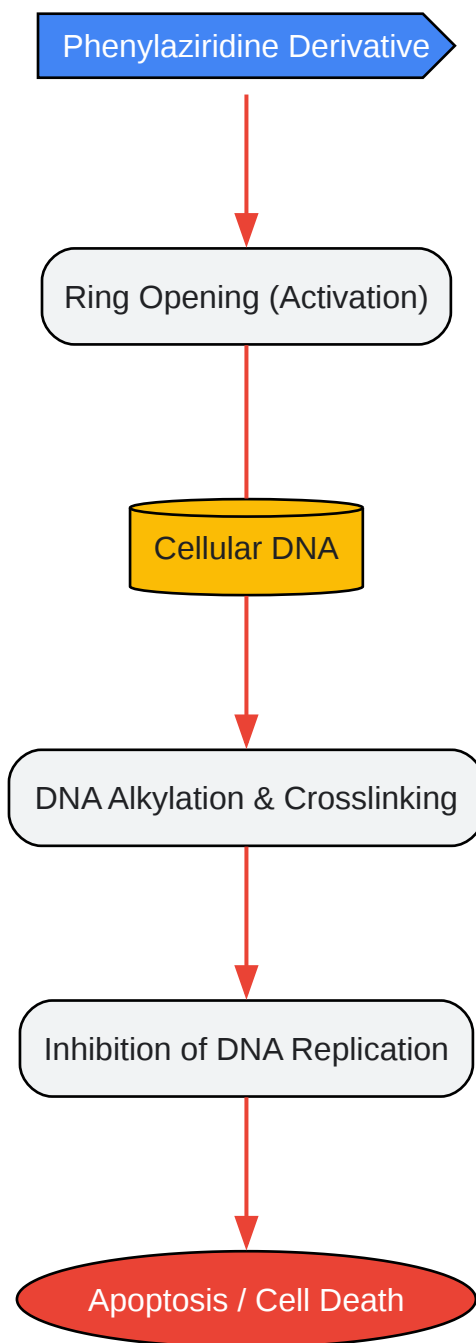 Phenylaziridine Derivative
Ring Opening (Activation)
Cellular DNA
DNA Alkylation & Crosslinking
Inhibition of DNA Replication
Apoptosis / Cell Death